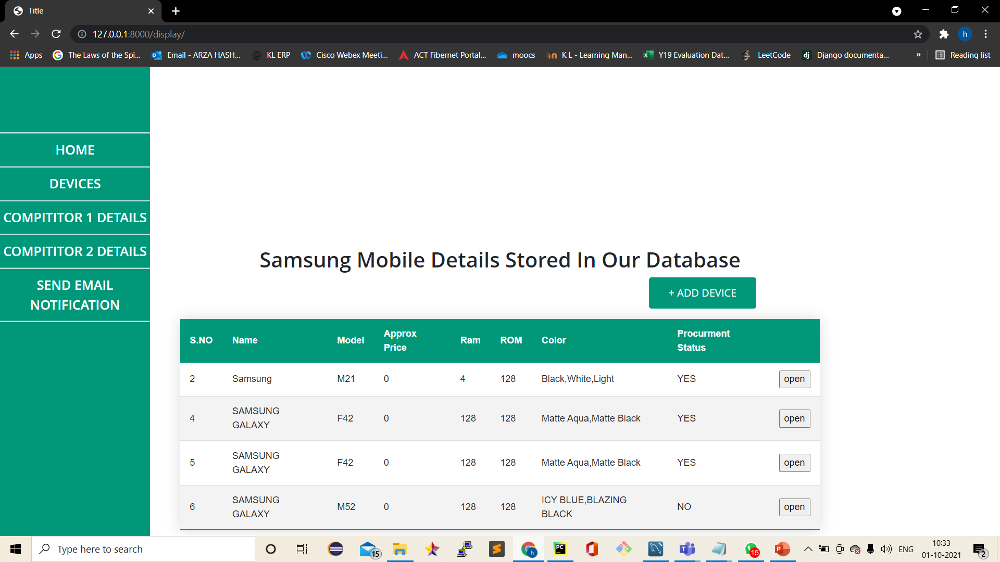 Title
127.0.0.1:8000/display/
h
Apps
The Laws of the Spi...
Email - ARZA HASH...
KL ERP
Cisco Webex Meeti...
ACT Fibernet Portal...
moocs
K L - Learning Man...
Y19 Evaluation Dat...
LeetCode
dj
Django documenta...
»
Reading list
HOME
DEVICES
COMPITITOR 1 DETAILS
COMPITITOR 2 DETAILS
SEND EMAIL
NOTIFICATION
Samsung Mobile Details Stored In Our Database
+ ADD DEVICE
S.NO Name Model Approx Price Ram ROM Color Procurment Status
2 Samsung M21 0 4 128 Black,White,Light YES open
4 SAMSUNG GALAXY F42 0 128 128 Matte Aqua,Matte Black YES open
5 SAMSUNG GALAXY F42 0 128 128 Matte Aqua,Matte Black YES open
6 SAMSUNG GALAXY M52 0 128 128 ICY BLUE,BLAZING BLACK NO open
Type here to search
15
h
PC
15
P
ENG
10:33
01-10-2021
2